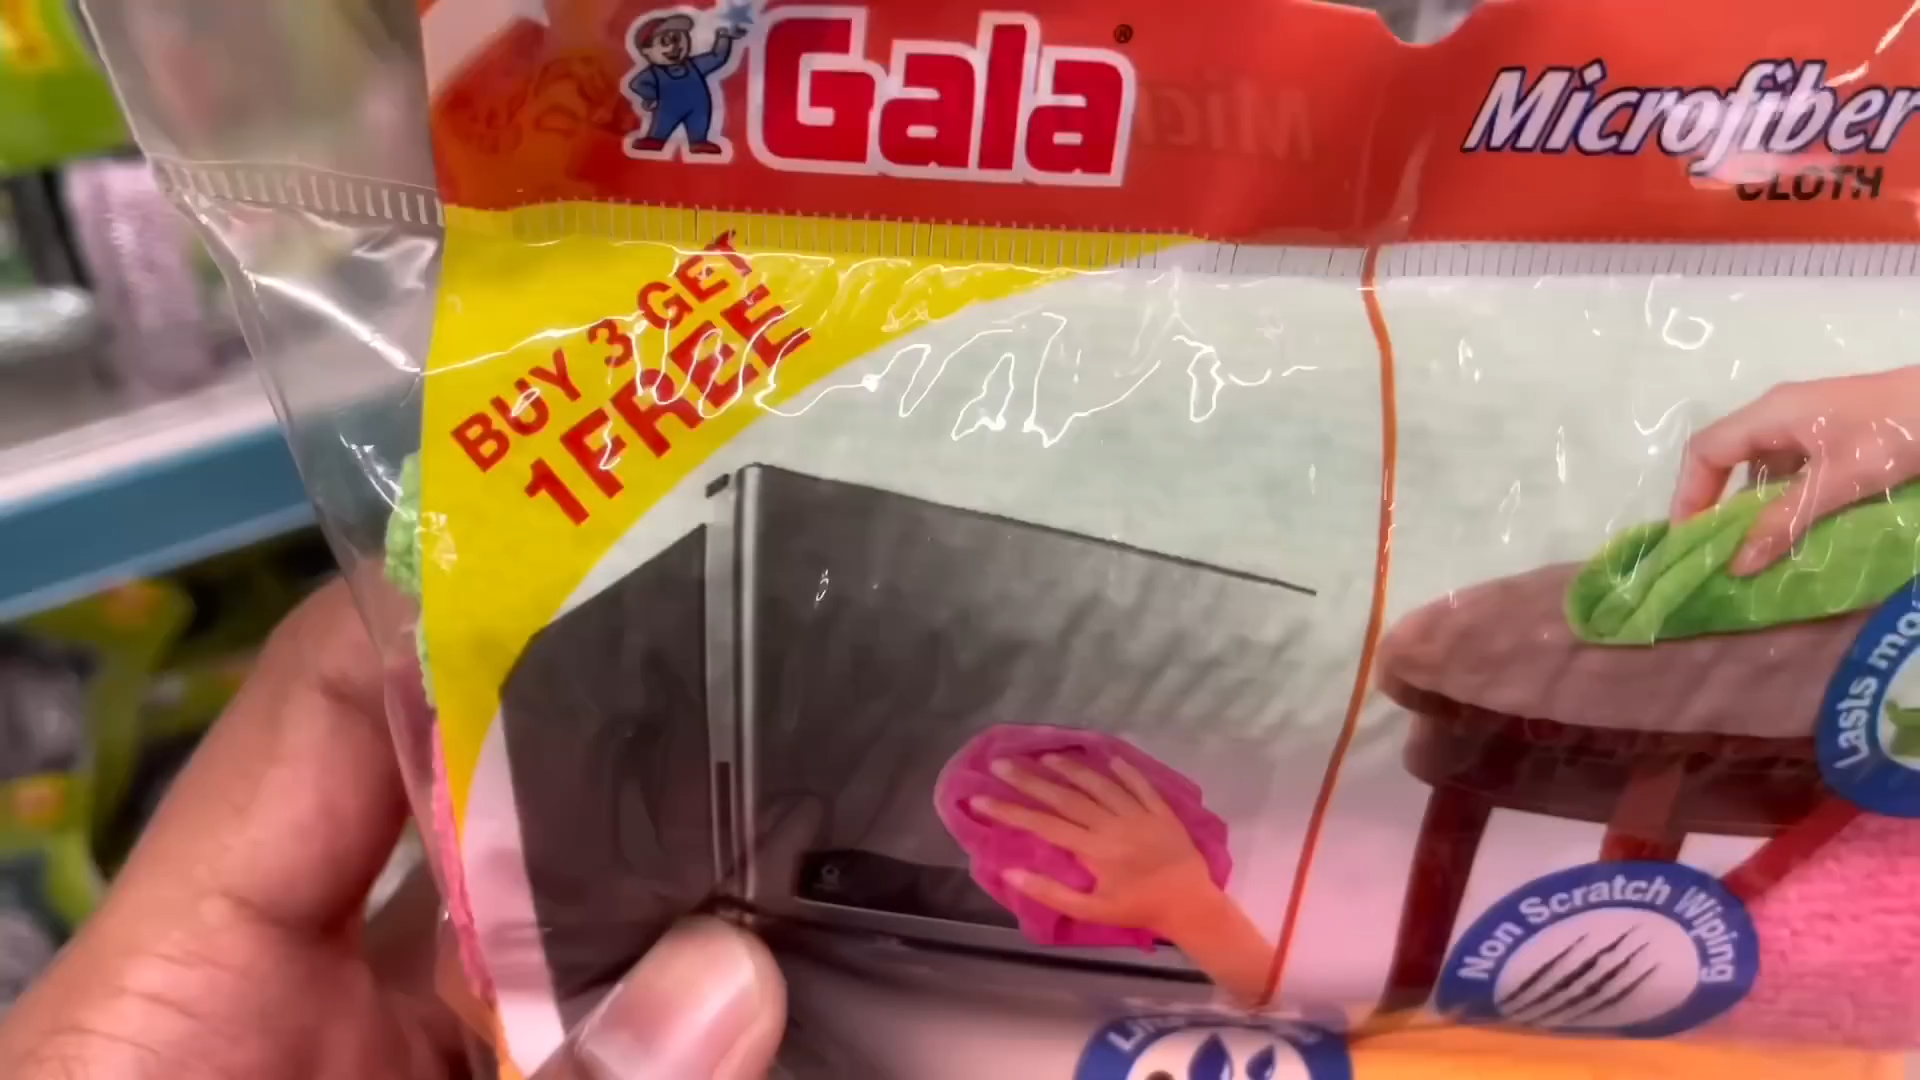 Gala®
Microfiber
CLOTH
BUY 3 GET
1 FREE
Lasts
Non Scratch Wiping